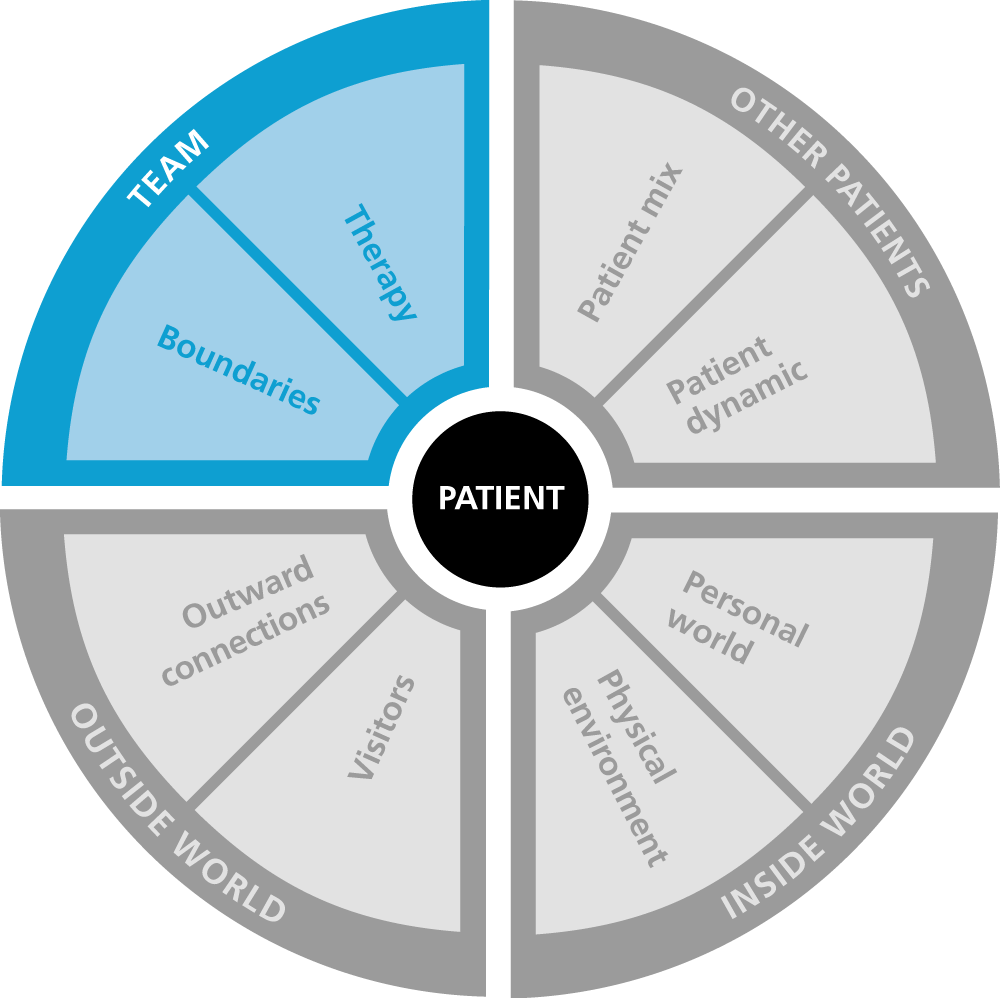 TEAM
Therapy
Boundaries
OTHER PATIENTS
Patient mix
Patient
dynamic
PATIENT
Outward
connections
Visitors
OUTSIDE WORLD
Personal
world
Physical
environment
INSIDE WORLD